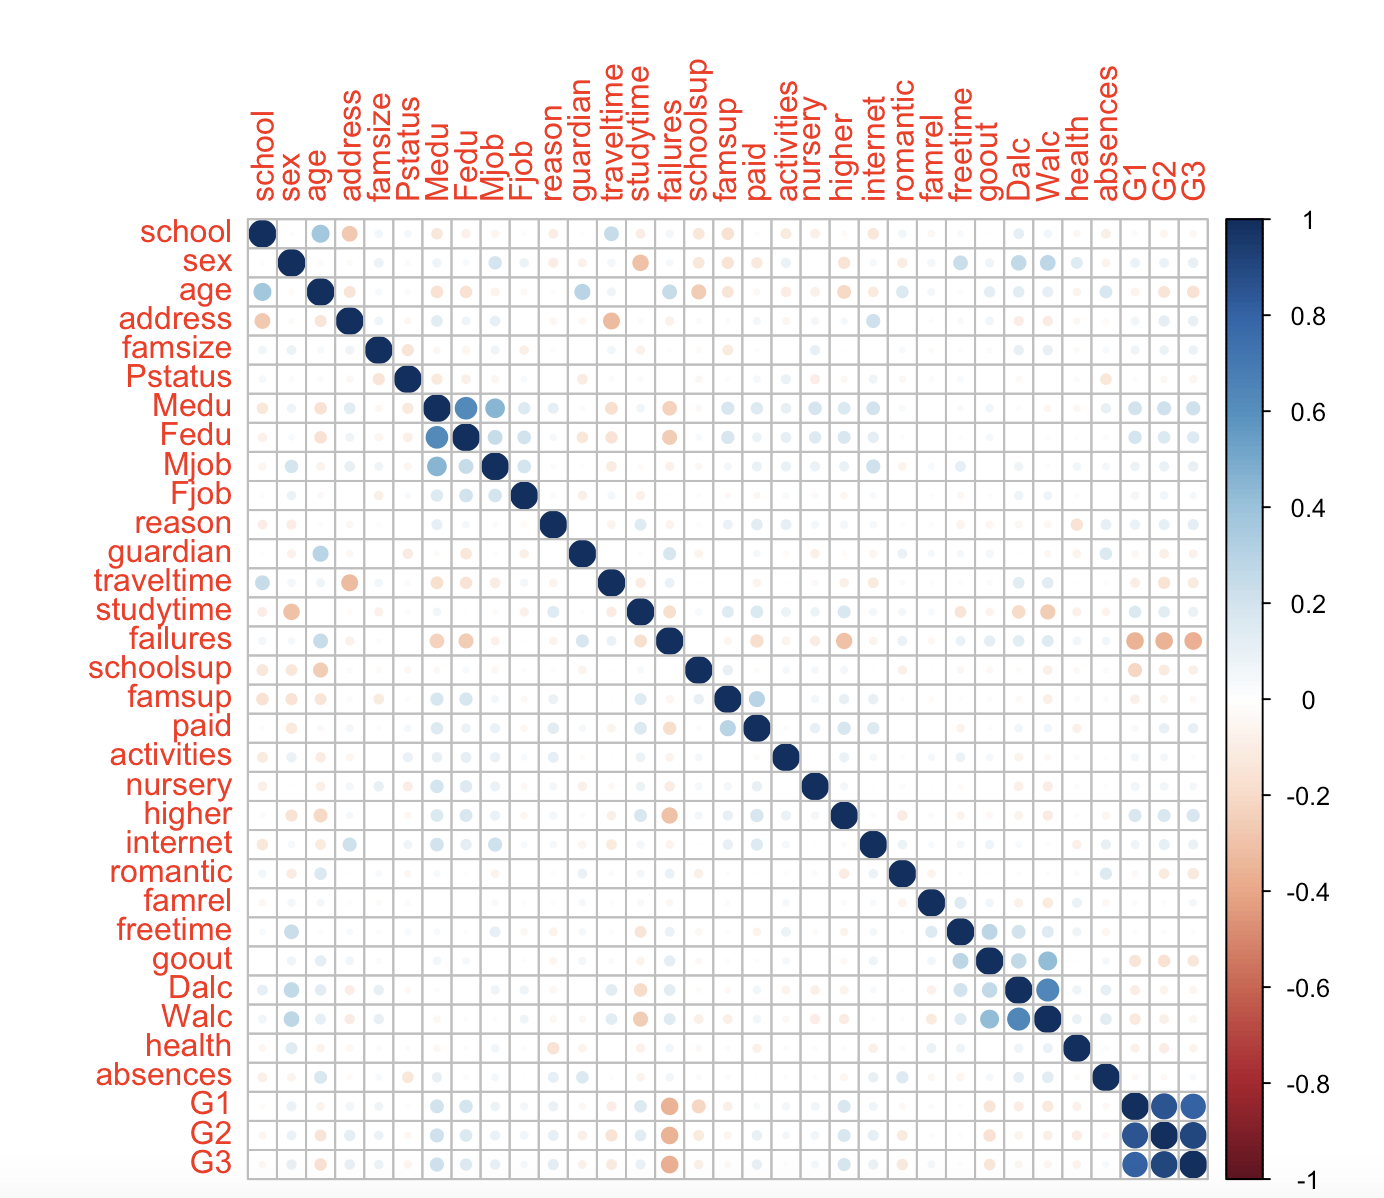 school
sex
age
address
famsize
Pstatus
Medu
Fedu
Mjob
Fjob
reason
guardian
traveltime
studytime
failures
schoolsup
famsup
paid
activities
nursery
higher
internet
romantic
famrel
freetime
goout
Dalc
Walc
health
absences
G1
G2
G3
school
sex
age
address
famsize
Pstatus
Medu
Fedu
Mjob
Fjob
reason
guardian
traveltime
studytime
failures
schoolsup
famsup
paid
activities
nursery
higher
internet
romantic
famrel
freetime
goout
Dalc
Walc
health
absences
G1
G2
G3
1
0.8
0.6
0.4
0.2
0
-0.2
-0.4
-0.6
-0.8
-1